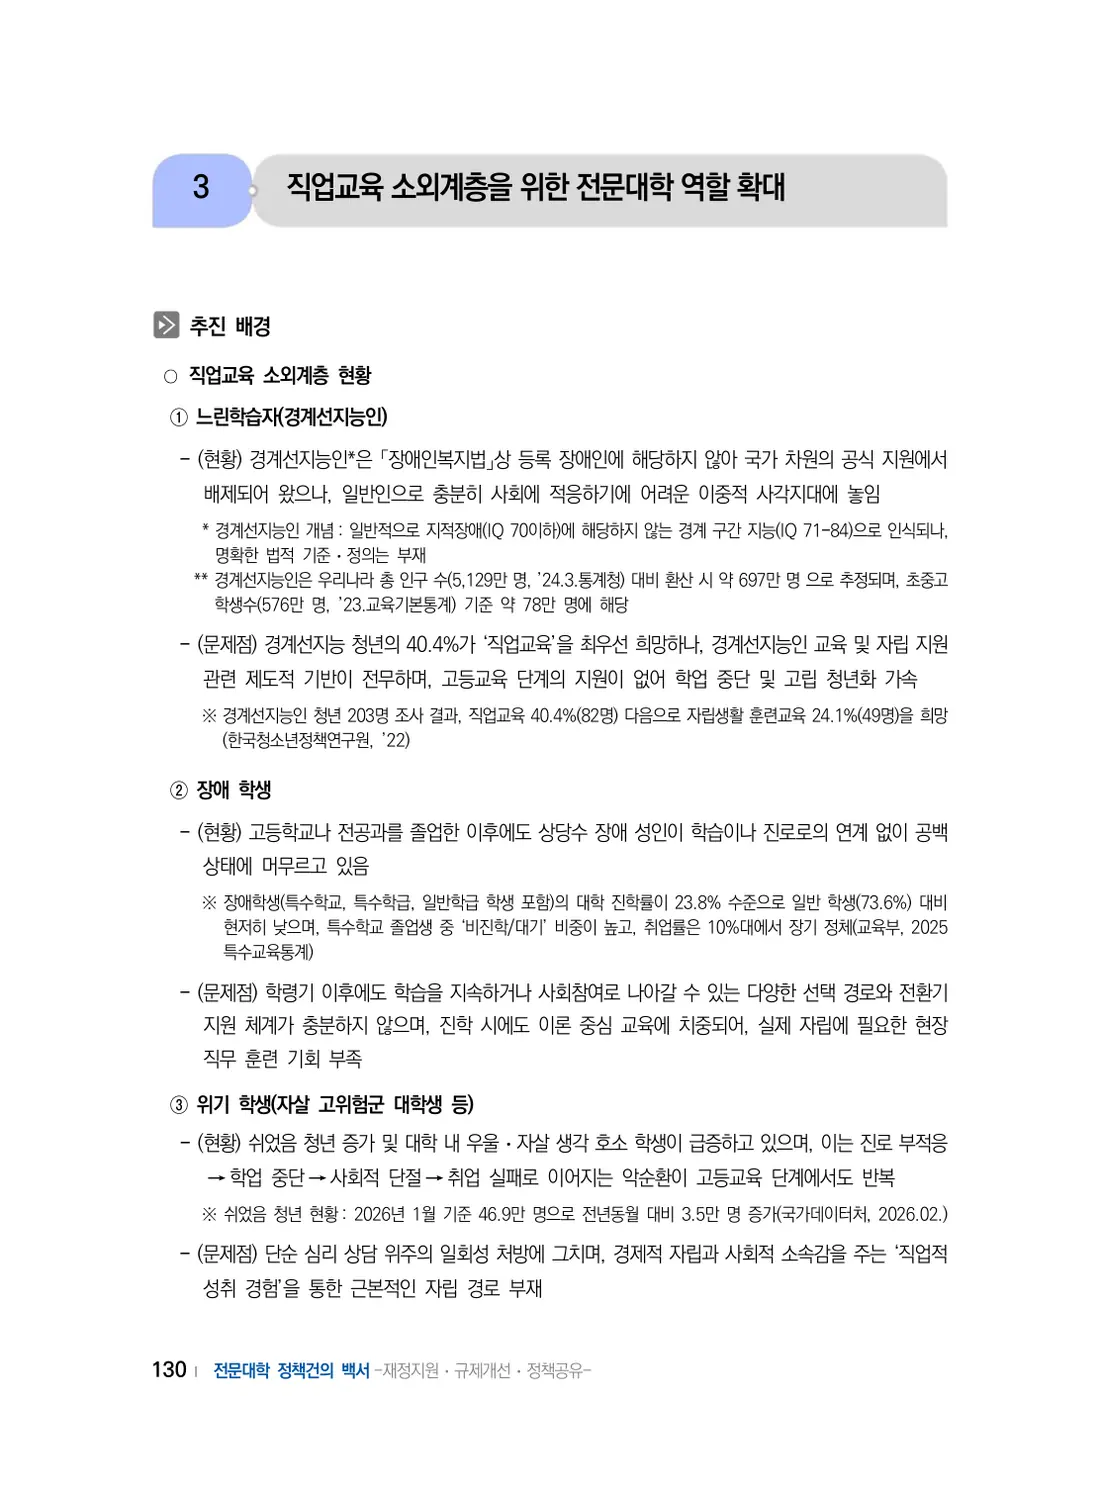 3
직업교육 소외계층을 위한 전문대학 역할 확대
추진 배경
○ 직업교육 소외계층 현황
① 느린학습자(경계선지능인)
- (현황) 경계선지능인*은 「장애인복지법」상 등록 장애인에 해당하지 않아 국가 차원의 공식 지원에서
배제되어 왔으나, 일반인으로 충분히 사회에 적응하기에 어려운 이중적 사각지대에 놓임
* 경계선지능인 개념 : 일반적으로 지적장애(IQ 70이하)에 해당하지 않는 경계 구간 지능(IQ 71-84)으로 인식되나,
명확한 법적 기준·정의는 부재
** 경계선지능인은 우리나라 총 인구 수(5,129만 명, ’24.3.통계청) 대비 환산 시 약 697만 명 으로 추정되며, 초중고
학생수(576만 명, ’23.교육기본통계) 기준 약 78만 명에 해당
- (문제점) 경계선지능 청년의 40.4%가 ‘직업교육’을 최우선 희망하나, 경계선지능인 교육 및 자립 지원
관련 제도적 기반이 전무하며, 고등교육 단계의 지원이 없어 학업 중단 및 고립 청년화 가속
※ 경계선지능인 청년 203명 조사 결과, 직업교육 40.4%(82명) 다음으로 자립생활 훈련교육 24.1%(49명)을 희망
(한국청소년정책연구원, ’22)
② 장애 학생
- (현황) 고등학교나 전공과를 졸업한 이후에도 상당수 장애 성인이 학습이나 진로로의 연계 없이 공백
상태에 머무르고 있음
※ 장애학생(특수학교, 특수학급, 일반학급 학생 포함)의 대학 진학률이 23.8% 수준으로 일반 학생(73.6%) 대비
현저히 낮으며, 특수학교 졸업생 중 ‘비진학/대기’ 비중이 높고, 취업률은 10%대에서 장기 정체(교육부, 2025
특수교육통계)
- (문제점) 학령기 이후에도 학습을 지속하거나 사회참여로 나아갈 수 있는 다양한 선택 경로와 전환기
지원 체계가 충분하지 않으며, 진학 시에도 이론 중심 교육에 치중되어, 실제 자립에 필요한 현장
직무 훈련 기회 부족
③ 위기 학생(자살 고위험군 대학생 등)
- (현황) 쉬었음 청년 증가 및 대학 내 우울·자살 생각 호소 학생이 급증하고 있으며, 이는 진로 부적응
→학업 중단→사회적 단절→취업 실패로 이어지는 악순환이 고등교육 단계에서도 반복
※ 쉬었음 청년 현황 : 2026년 1월 기준 46.9만 명으로 전년동월 대비 3.5만 명 증가(국가데이터처, 2026.02.)
- (문제점) 단순 심리 상담 위주의 일회성 처방에 그치며, 경제적 자립과 사회적 소속감을 주는 ‘직업적
성취 경험’을 통한 근본적인 자립 경로 부재
130 | 전문대학 정책건의 백서 -재정지원·규제개선·정책공유-